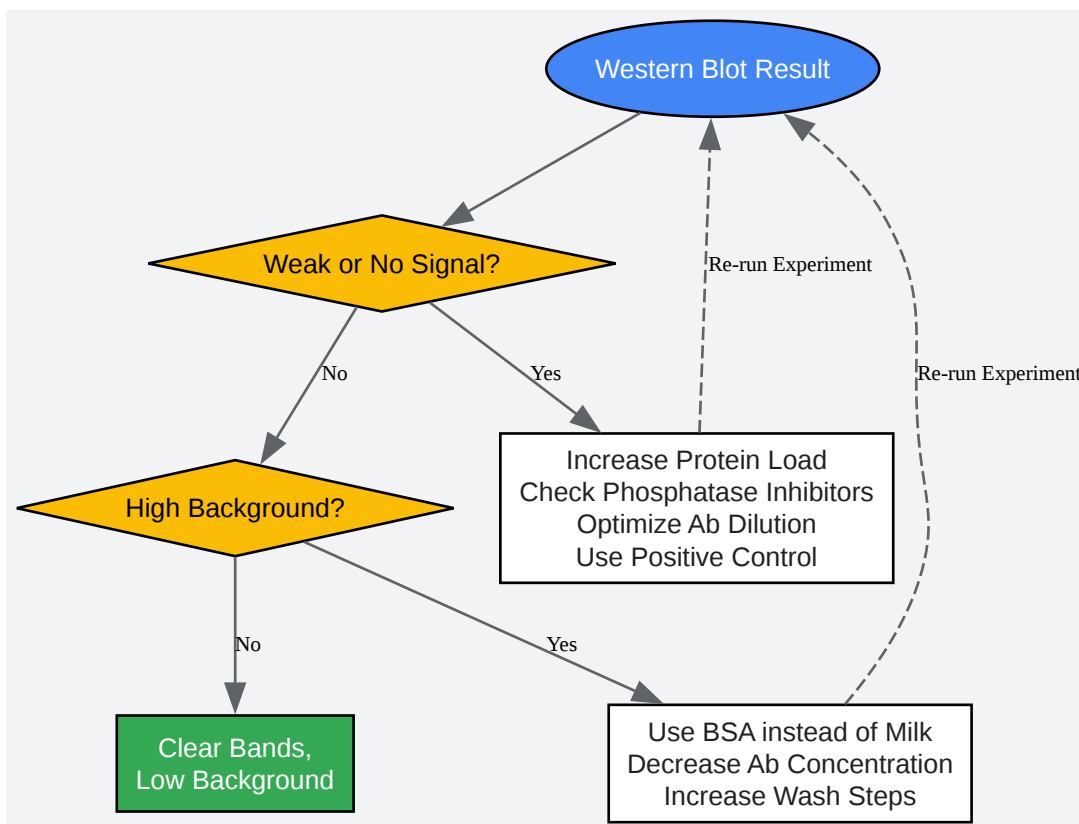 Western Blot Result
Weak or No Signal?
Re-run Experiment
Re-run Experiment
No
Yes
Increase Protein Load
Check Phosphatase Inhibitors
Optimize Ab Dilution
Use Positive Control
High Background?
No
Yes
Clear Bands,
Low Background
Use BSA instead of Milk
Decrease Ab Concentration
Increase Wash Steps